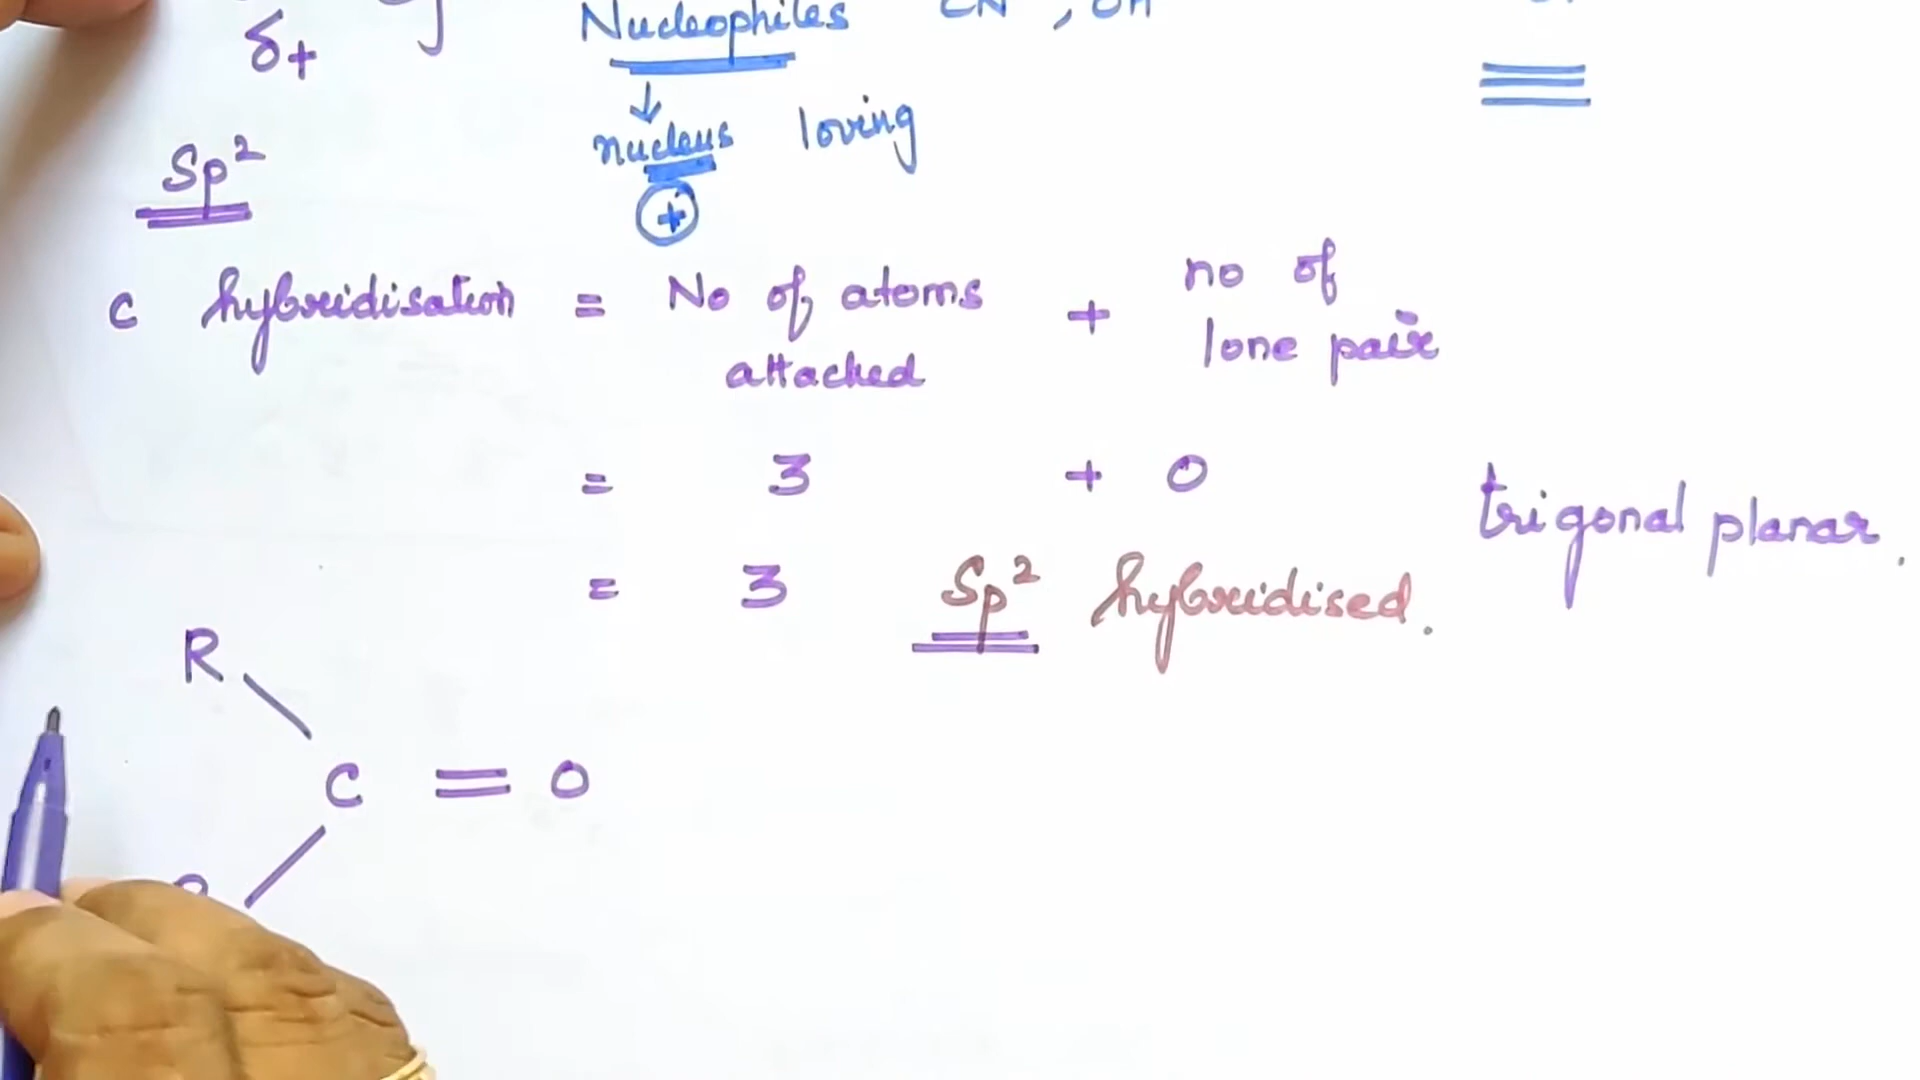 δ+
Nucleophiles CN , OH
↓
nucleus loving
+
Sp²
C hybridisation = No of atoms attached + no of lone pair
= 3 + 0
trigonal planar.
= 3 Sp² hybridised.
R
C = O